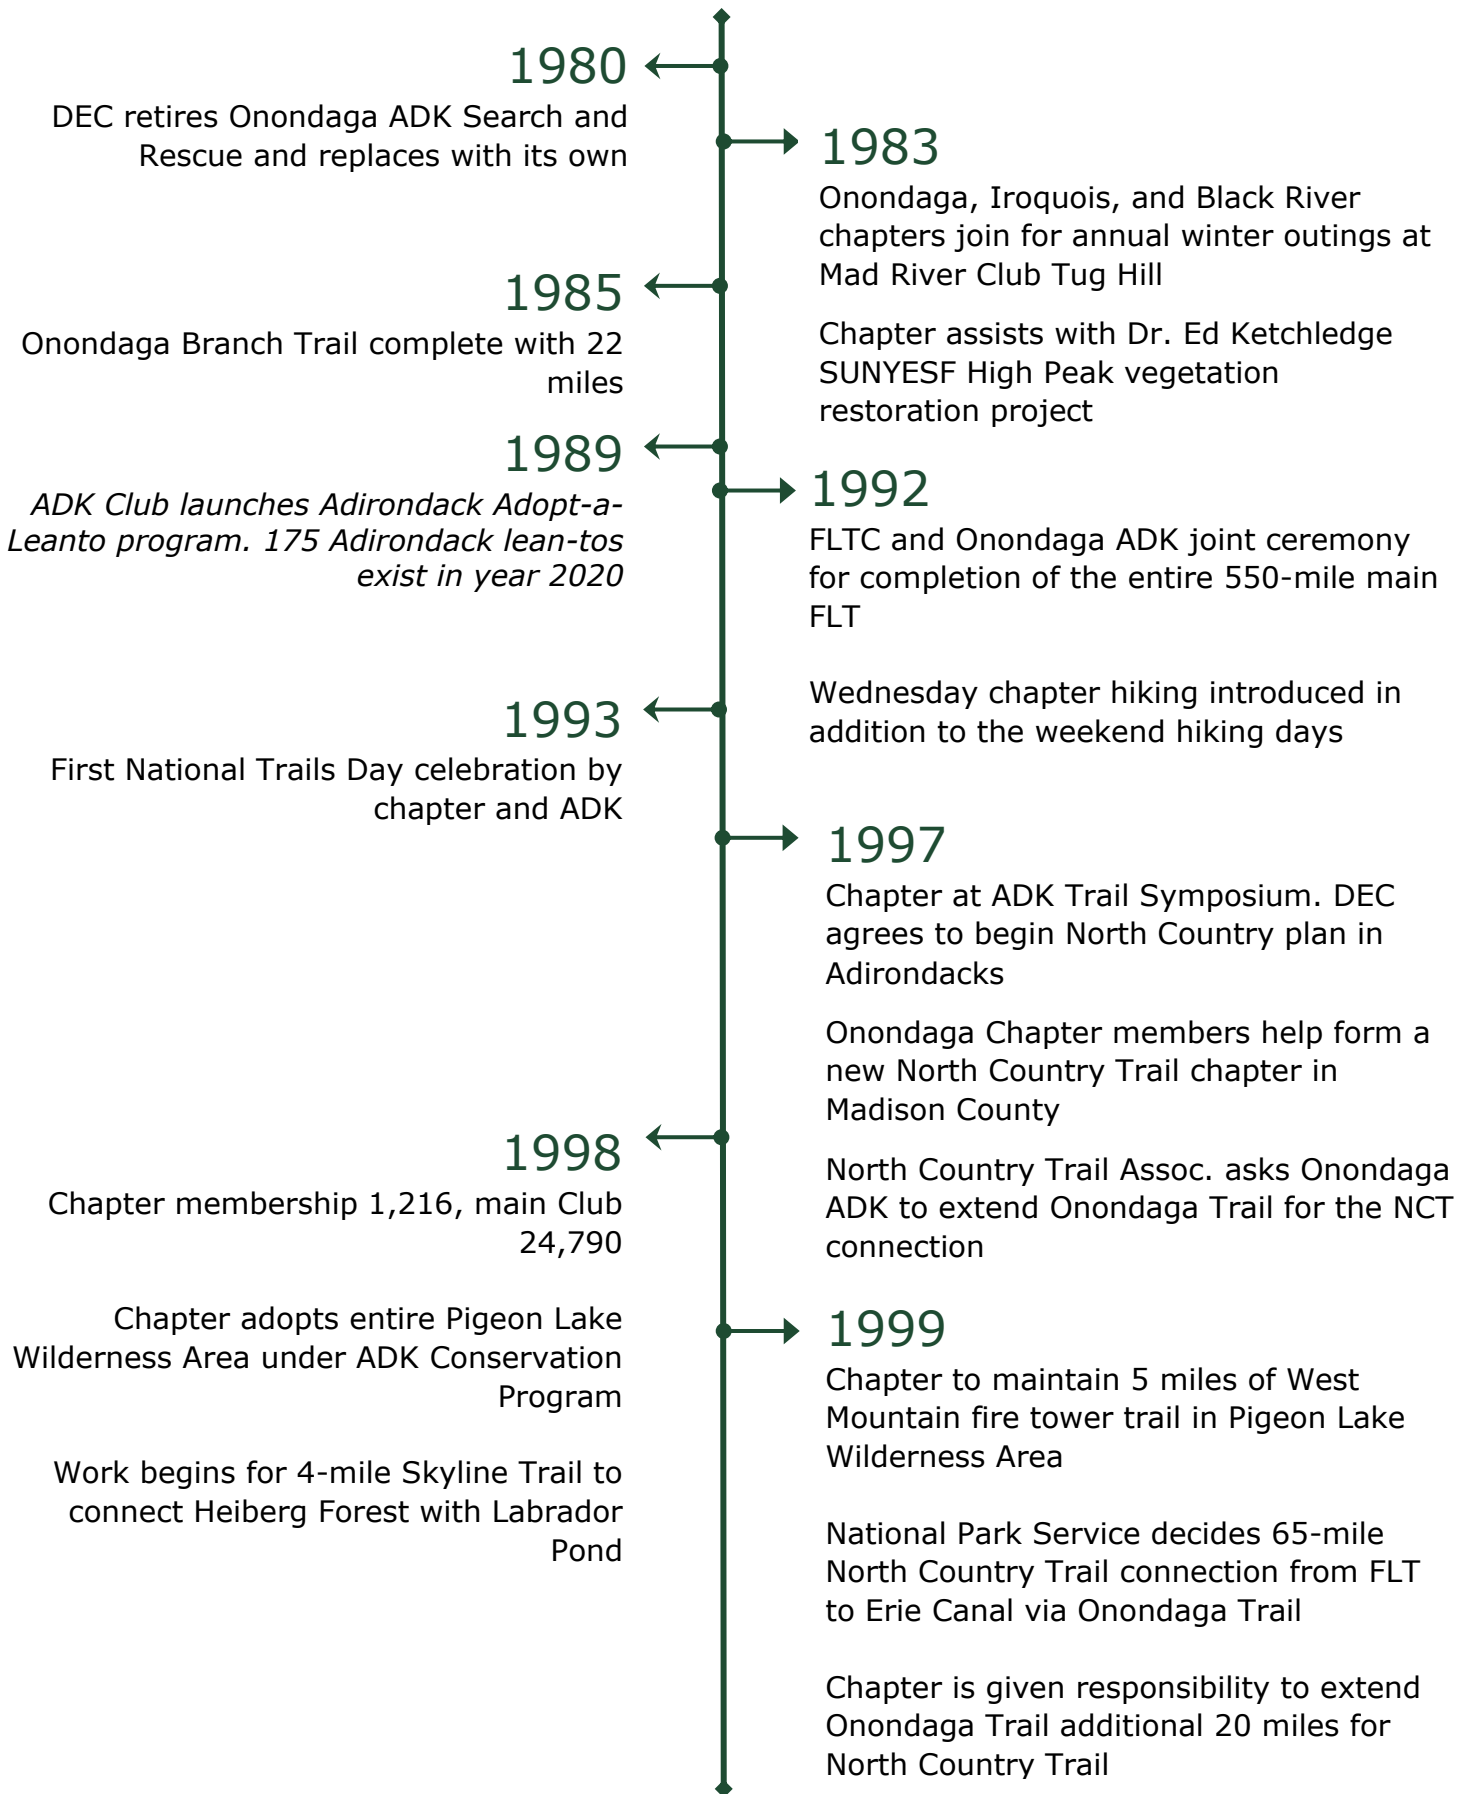 1980
DEC retires Onondaga ADK Search and
Rescue and replaces with its own
1983
Onondaga, Iroquois, and Black River
chapters join for annual winter outings at
Mad River Club Tug Hill
Chapter assists with Dr. Ed Ketchledge
SUNYESF High Peak vegetation
restoration project
1985
Onondaga Branch Trail complete with 22
miles
1989
ADK Club launches Adirondack Adopt-a-
Leanto program. 175 Adirondack lean-tos
exist in year 2020
1992
FLTC and Onondaga ADK joint ceremony
for completion of the entire 550-mile main
FLT
Wednesday chapter hiking introduced in
addition to the weekend hiking days
1993
First National Trails Day celebration by
chapter and ADK
1997
Chapter at ADK Trail Symposium. DEC
agrees to begin North Country plan in
Adirondacks
Onondaga Chapter members help form a
new North Country Trail chapter in
Madison County
North Country Trail Assoc. asks Onondaga
ADK to extend Onondaga Trail for the NCT
connection
1998
Chapter membership 1,216, main Club
24,790
Chapter adopts entire Pigeon Lake
Wilderness Area under ADK Conservation
Program
Work begins for 4-mile Skyline Trail to
connect Heiberg Forest with Labrador
Pond
1999
Chapter to maintain 5 miles of West
Mountain fire tower trail in Pigeon Lake
Wilderness Area
National Park Service decides 65-mile
North Country Trail connection from FLT
to Erie Canal via Onondaga Trail
Chapter is given responsibility to extend
Onondaga Trail additional 20 miles for
North Country Trail